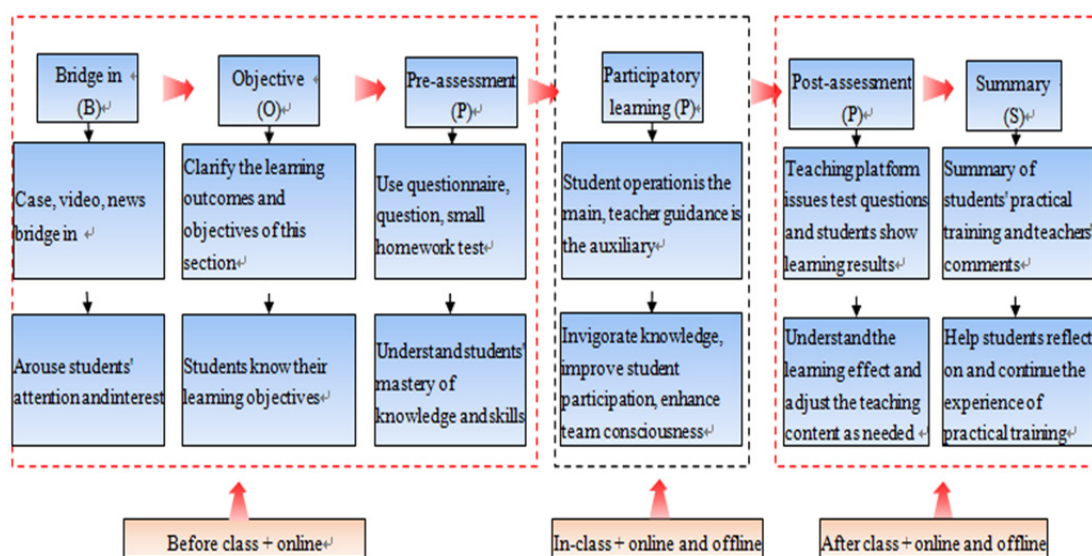 Bridge in
(B)
Objective
(O)
Pre-assessment
(P)
Participatory
learning (P)
Post-assessment
(P)
Summary
(S)
Case, video, news
bridge in
Clarify the learning
outcomes and
objectives of this
section
Use questionnaire,
question, small
homework test
Student operation is the
main, teacher guidance is
the auxiliary
Teaching platform
issues test questions
and students show
learning results
Summary of
students' practical
training and teachers'
comments
Arouse students'
attention and interest
Students know their
learning objectives
Understand students'
mastery of
knowledge and skills
Invigorate knowledge,
improve student
participation, enhance
team consciousness
Understand the
learning effect and
adjust the teaching
content as needed
Help students reflect
on and continue the
experience of
practical training
Before class + online
In-class + online and offline
After class + online and offline